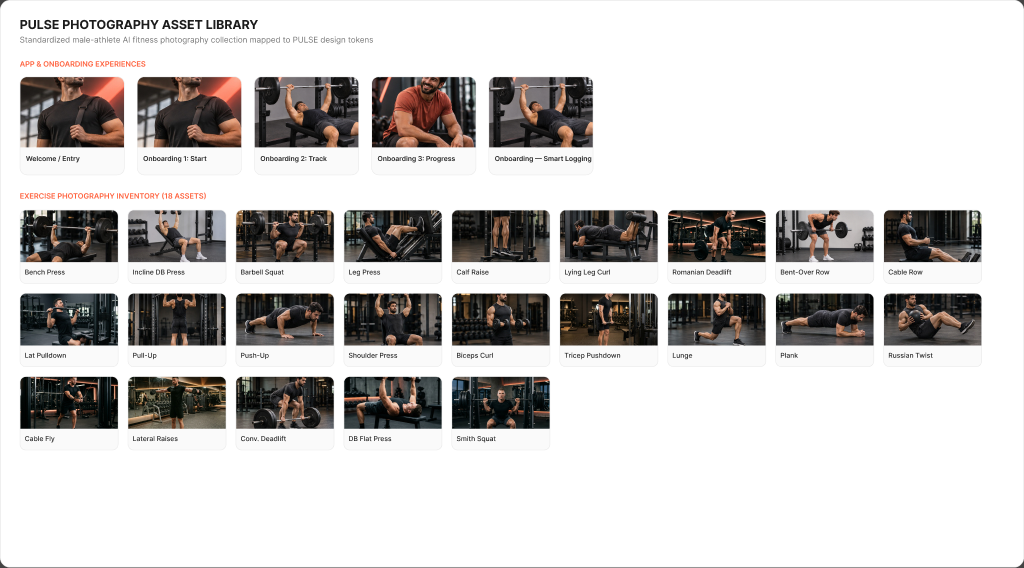 PULSE PHOTOGRAPHY ASSET LIBRARY
Standardized male-athlete AI fitness photography collection mapped to PULSE design tokens
APP & ONBOARDING EXPERIENCES
Welcome / Entry
Onboarding 1: Start
Onboarding 2: Track
Onboarding 3: Progress
Onboarding — Smart Logging
EXERCISE PHOTOGRAPHY INVENTORY (18 ASSETS)
Bench Press
Incline DB Press
Barbell Squat
Leg Press
Calf Raise
Lying Leg Curl
Romanian Deadlift
Bent-Over Row
Cable Row
Lat Pulldown
Pull-Up
Push-Up
Shoulder Press
Biceps Curl
Tricep Pushdown
Lunge
Plank
Russian Twist
Cable Fly
Lateral Raises
Conv. Deadlift
DB Flat Press
Smith Squat